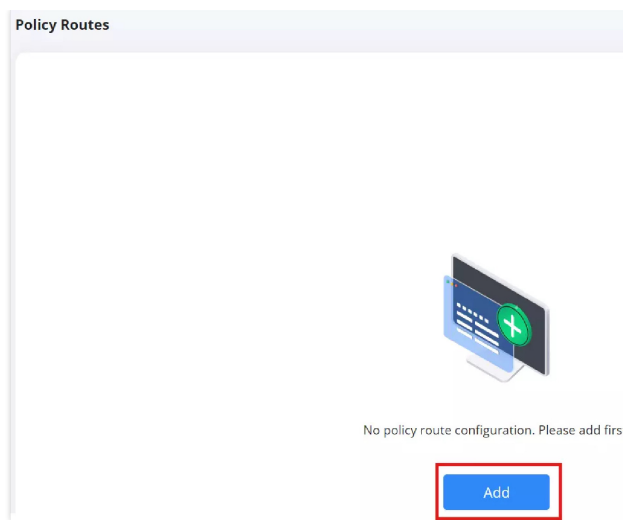 Policy Routes
No policy route configuration. Please add firs
Add